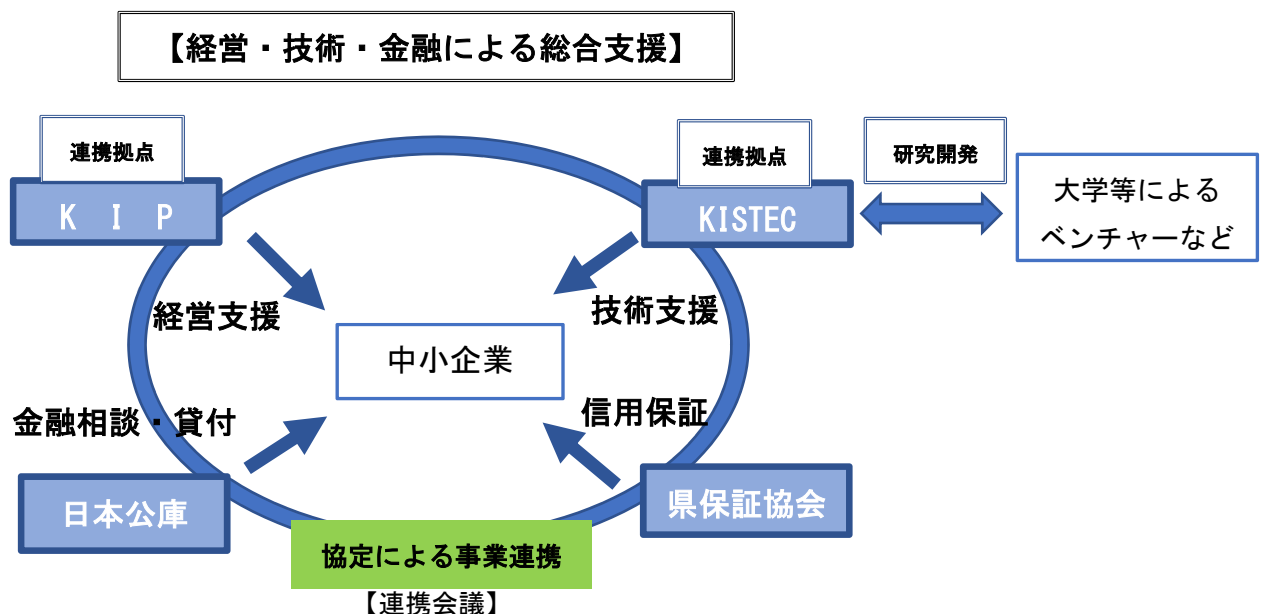 【経営・技術・金融による総合支援】
連携拠点
連携拠点
研究開発
K I P
KISTEC
大学等による
ベンチャーなど
経営支援
技術支援
中小企業
金融相談・貸付
信用保証
日本公庫
県保証協会
協定による事業連携
【連携会議】